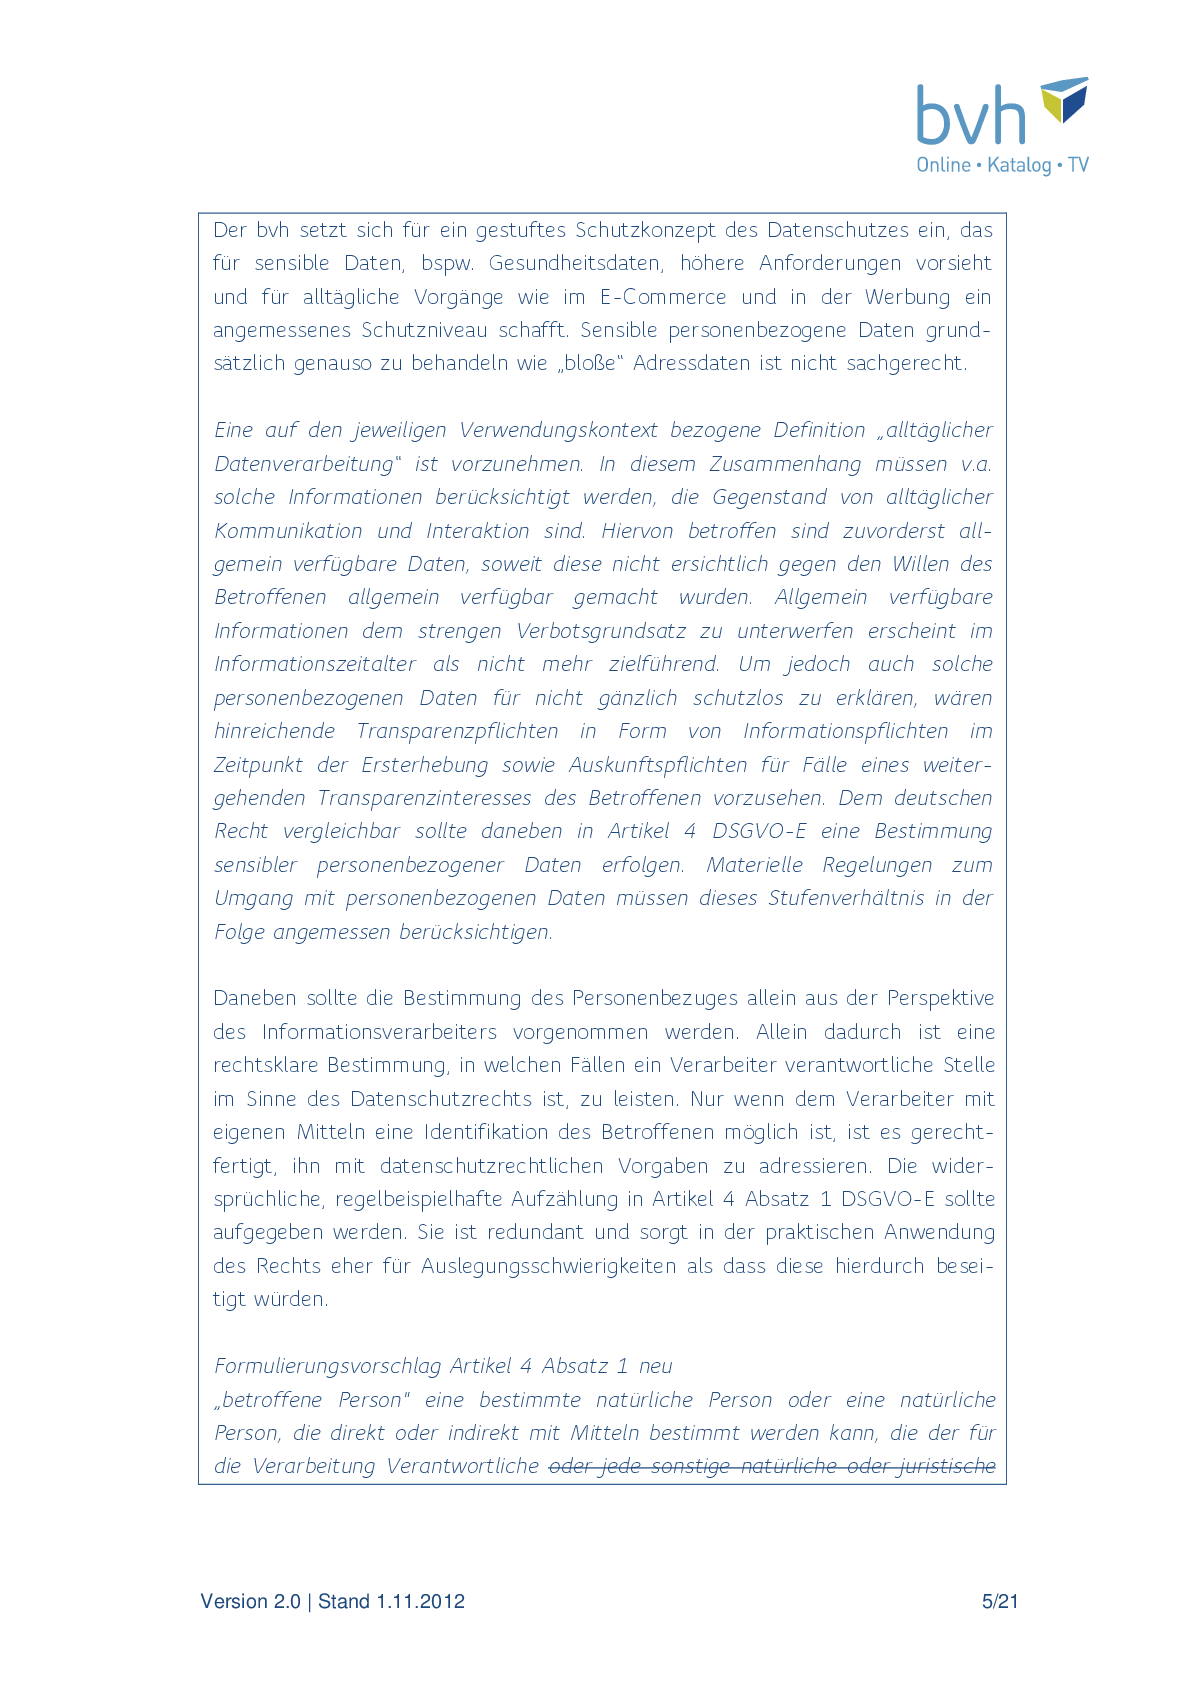 bvh
Online • Katalog • TV
Der bvh setzt sich für ein gestuftes Schutzkonzept des Datenschutzes ein, das
für sensible Daten, bspw. Gesundheitsdaten, höhere Anforderungen vorsieht
und für alltägliche Vorgänge wie im E-Commerce und in der Werbung ein
angemessenes Schutzniveau schafft. Sensible personenbezogene Daten grund-
sätzlich genauso zu behandeln wie „bloße“ Adressdaten ist nicht sachgerecht.
Eine auf den jeweiligen Verwendungskontext bezogene Definition „alltäglicher
Datenverarbeitung“ ist vorzunehmen. In diesem Zusammenhang müssen v.a.
solche Informationen berücksichtigt werden, die Gegenstand von alltäglicher
Kommunikation und Interaktion sind. Hiervon betroffen sind zuvorderst all-
gemein verfügbare Daten, soweit diese nicht ersichtlich gegen den Willen des
Betroffenen allgemein verfügbar gemacht wurden. Allgemein verfügbare
Informationen dem strengen Verbotsgrundsatz zu unterwerfen erscheint im
Informationszeitalter als nicht mehr zielführend. Um jedoch auch solche
personenbezogenen Daten für nicht gänzlich schutzlos zu erklären, wären
hinreichende Transparenzpflichten in Form von Informationspflichten im
Zeitpunkt der Ersterhebung sowie Auskunftspflichten für Fälle eines weiter-
gehenden Transparenzinteresses des Betroffenen vorzusehen. Dem deutschen
Recht vergleichbar sollte daneben in Artikel 4 DSGVO-E eine Bestimmung
sensibler personenbezogener Daten erfolgen. Materielle Regelungen zum
Umgang mit personenbezogenen Daten müssen dieses Stufenverhältnis in der
Folge angemessen berücksichtigen.
Daneben sollte die Bestimmung des Personenbezuges allein aus der Perspektive
des Informationsverarbeiters vorgenommen werden. Allein dadurch ist eine
rechtsklare Bestimmung, in welchen Fällen ein Verarbeiter verantwortliche Stelle
im Sinne des Datenschutzrechts ist, zu leisten. Nur wenn dem Verarbeiter mit
eigenen Mitteln eine Identifikation des Betroffenen möglich ist, ist es gerecht-
fertigt, ihn mit datenschutzrechtlichen Vorgaben zu adressieren. Die wider-
sprüchliche, regelbeispielhafte Aufzählung in Artikel 4 Absatz 1 DSGVO-E sollte
aufgegeben werden. Sie ist redundant und sorgt in der praktischen Anwendung
des Rechts eher für Auslegungsschwierigkeiten als dass diese hierdurch besei-
tigt würden.
Formulierungsvorschlag Artikel 4 Absatz 1 neu
„betroffene Person" eine bestimmte natürliche Person oder eine natürliche
Person, die direkt oder indirekt mit Mitteln bestimmt werden kann, die der für
die Verarbeitung Verantwortliche oder jede sonstige natürliche oder juristische
Version 2.0 | Stand 1.11.2012
5/21